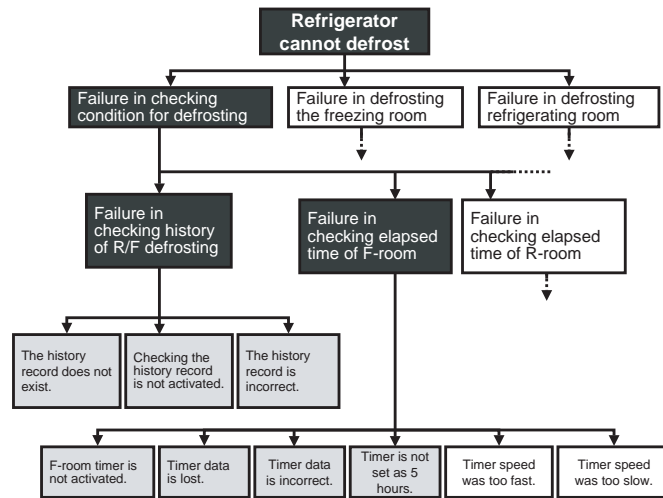 Refrigerator
cannot defrost
Failure in checking
condition for defrosting
Failure in defrosting
the freezing room
Failure in defrosting
refrigerating room
Failure in
checking history
of R/F defrosting
Failure in
checking elapsed
time of F-room
Failure in
checking elapsed
time of R-room
The history
record does not
exist.
Checking the
history record
is not activated.
The history
record is
incorrect.
F-room timer is
not activated.
Timer data
is lost.
Timer data
is incorrect.
Timer is not
set as 5
hours.
Timer speed
was too fast.
Timer speed
was too slow.